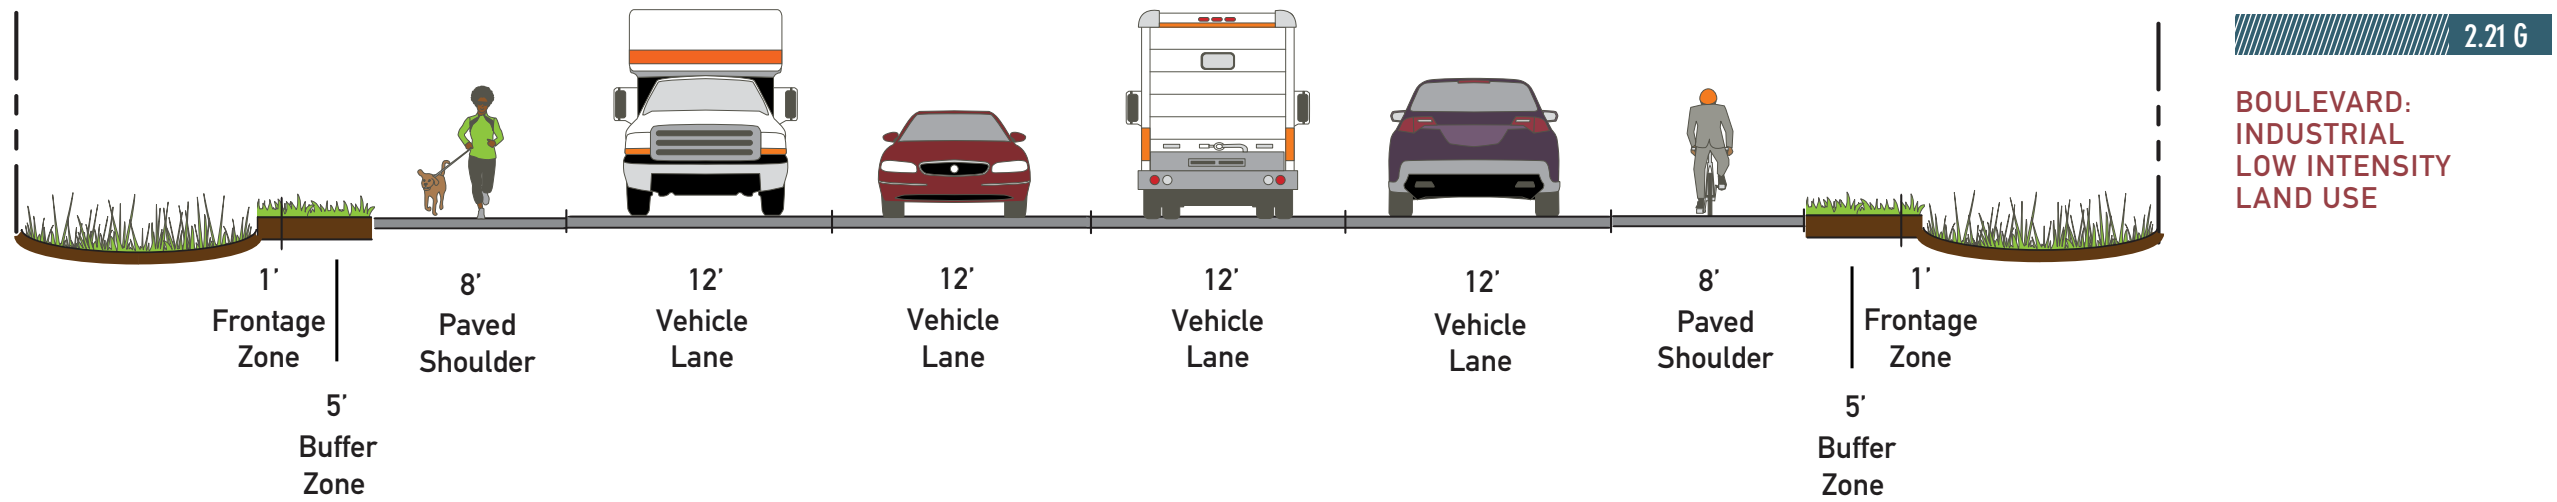 2.21 G
BOULEVARD:
INDUSTRIAL
LOW INTENSITY
LAND USE
1’
Frontage
Zone
5’
Buffer
Zone
8’
Paved
Shoulder
12’
Vehicle
Lane
12’
Vehicle
Lane
12’
Vehicle
Lane
12’
Vehicle
Lane
8’
Paved
Shoulder
5’
Buffer
Zone
1’
Frontage
Zone